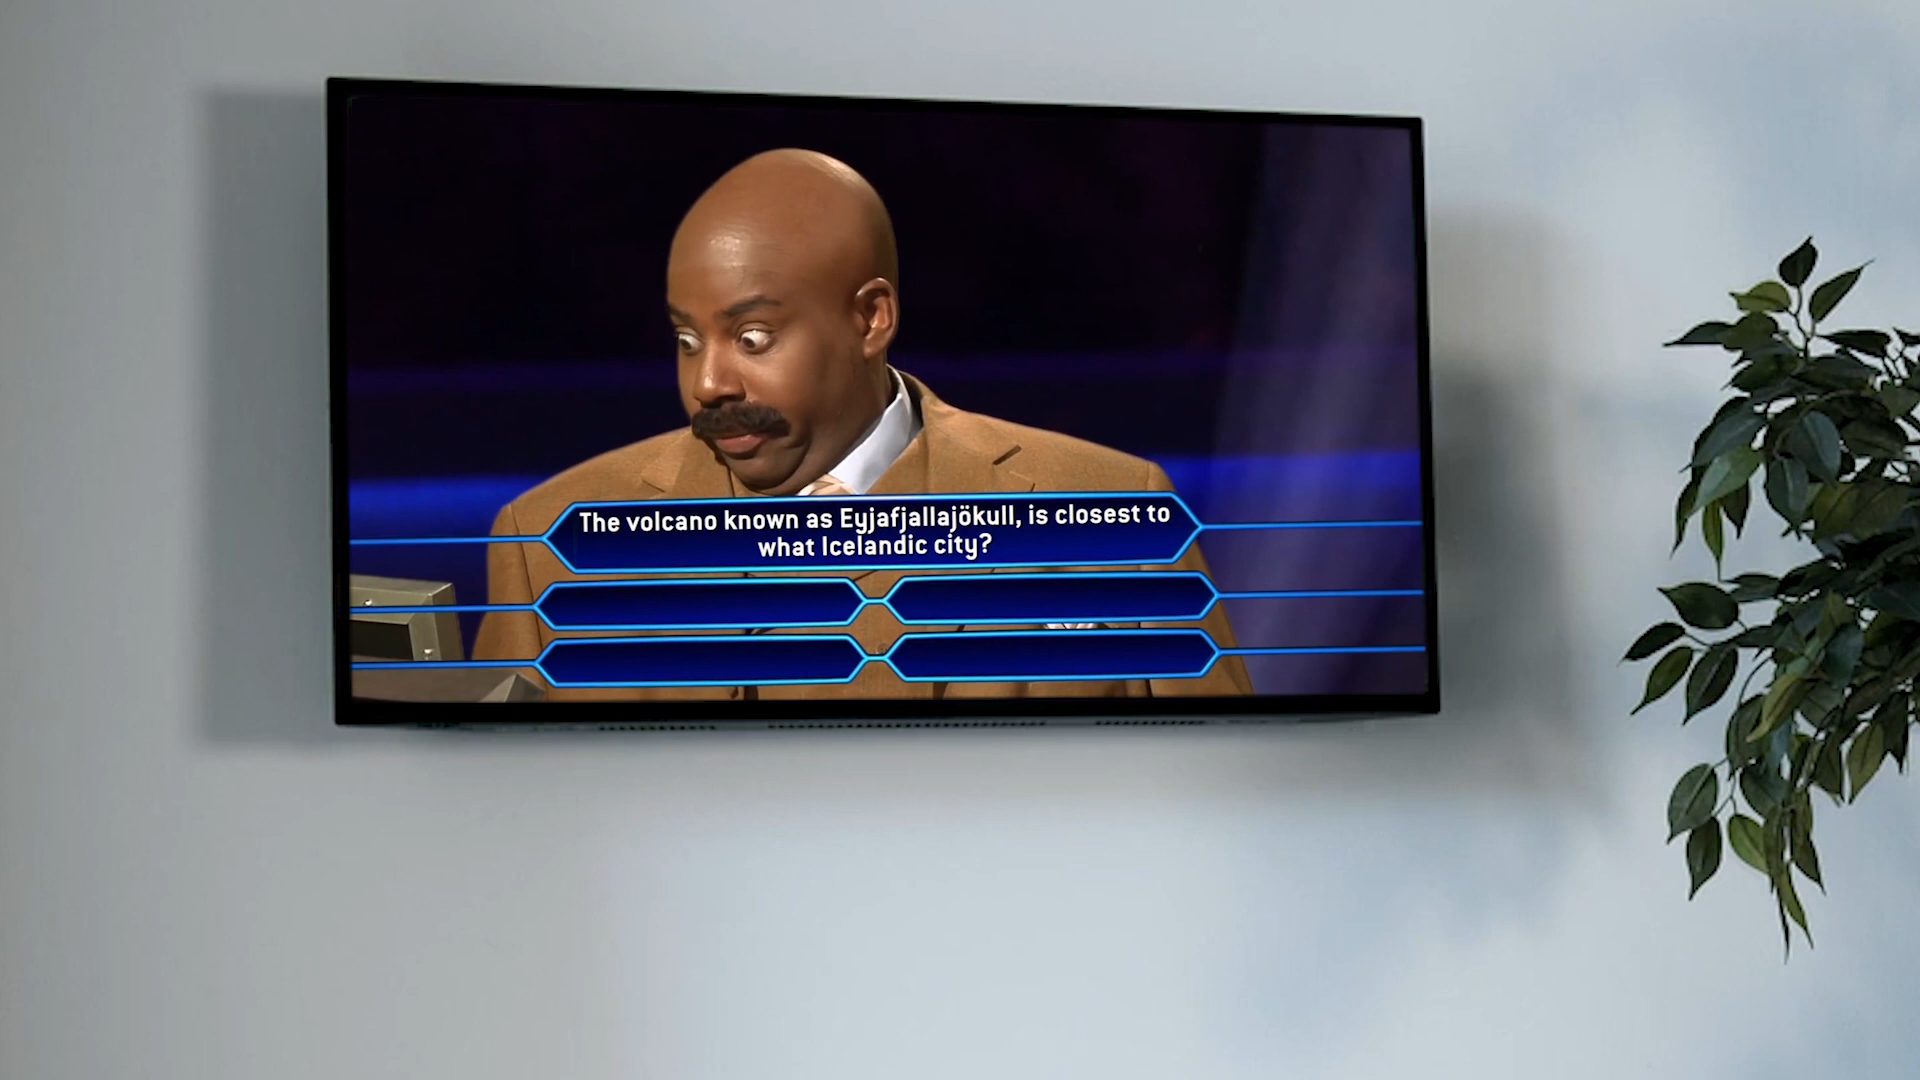 The volcano known as Eyjafjallajökull, is closest to
what Icelandic city?